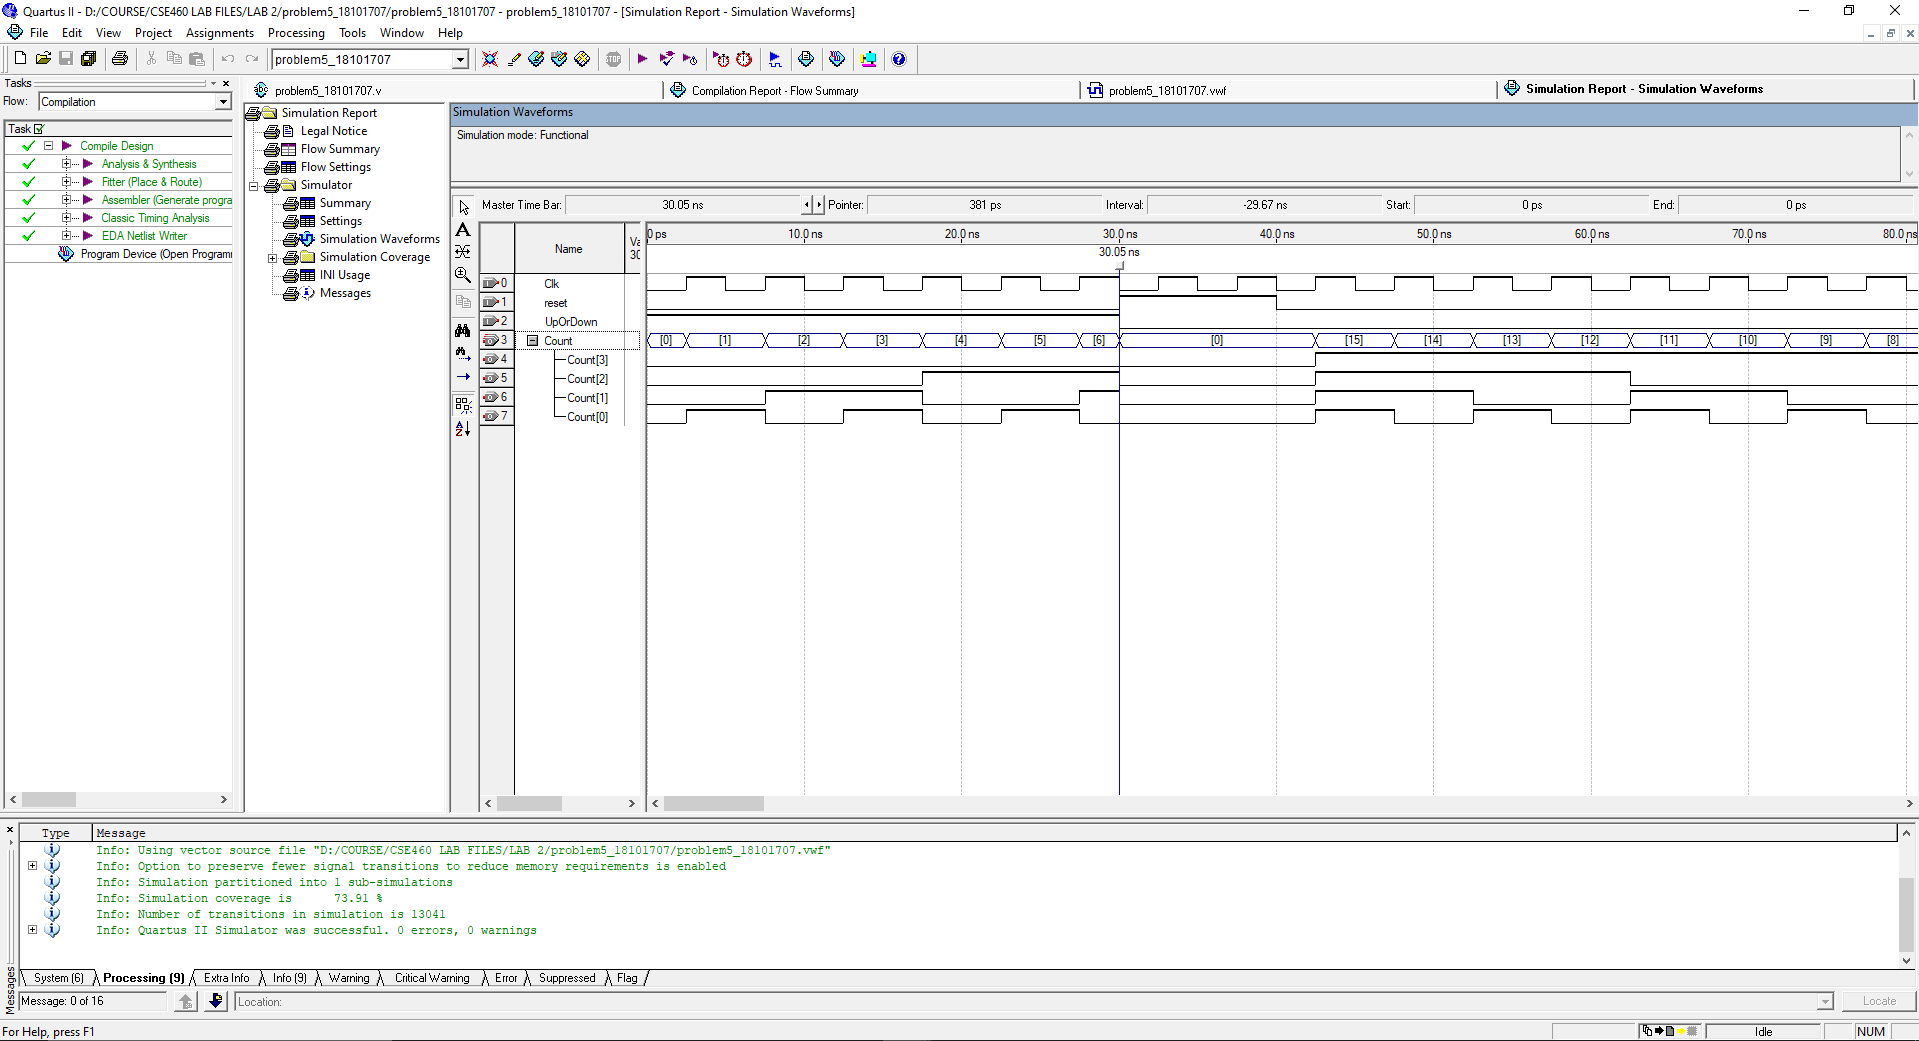 Quartus II - D:/COURSE/CSE460 LAB FILES/LAB 2/problem5_18101707/problem5_18101707 - problem5_18101707 - [Simulation Report - Simulation Waveforms]
File Edit View Project Assignments Processing Tools Window Help
problem5_18101707
Tasks
Flow: Compilation
Task
Compile Design
Analysis & Synthesis
Fitter (Place & Route)
Assembler (Generate progra
Classic Timing Analysis
EDA Netlist Writer
Program Device (Open Program
problem5_18101707.v
Compilation Report - Flow Summary
problem5_18101707.vwf
Simulation Report - Simulation Waveforms
Simulation Report
Legal Notice
Flow Summary
Flow Settings
Simulator
Summary
Settings
Simulation Waveforms
Simulation Coverage
INI Usage
Messages
Simulation Waveforms
Simulation mode: Functional
Master Time Bar: 30.05 ns Pointer: 381 ps Interval: -29.67 ns Start: 0 ps End: 0 ps
Name
Va
30
0 ps 10.0 ns 20.0 ns 30.0 ns 40.0 ns 50.0 ns 60.0 ns 70.0 ns 80.0 ns
30.05 ns
0 Clk
1 reset
2 UpOrDown
3 Count [0] [1] [2] [3] [4] [5] [6] [0] [15] [14] [13] [12] [11] [10] [9] [8]
4 Count[3]
5 Count[2]
6 Count[1]
7 Count[0]
Type Message
Info: Using vector source file "D:/COURSE/CSE460 LAB FILES/LAB 2/problem5_18101707/problem5_18101707.vwf"
Info: Option to preserve fewer signal transitions to reduce memory requirements is enabled
Info: Simulation partitioned into 1 sub-simulations
Info: Simulation coverage is 73.91 %
Info: Number of transitions in simulation is 13041
Info: Quartus II Simulator was successful. 0 errors, 0 warnings
System (6) Processing (9) Extra Info Info (9) Warning Critical Warning Error Suppressed Flag
Messages
Message: 0 of 16 Location: Locate
For Help, press F1 Idle NUM